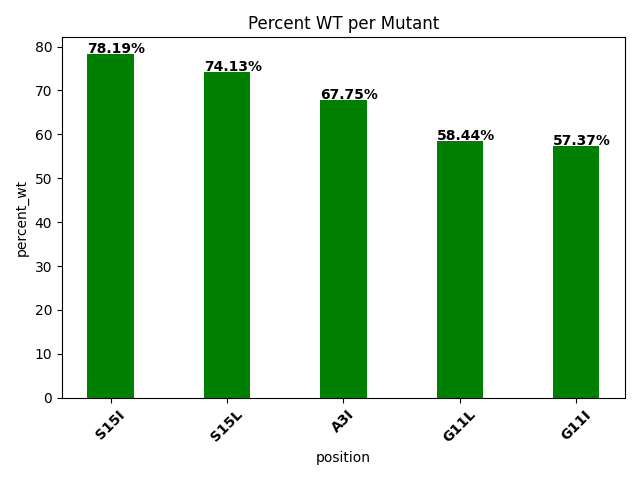 Percent WT per Mutant
78.19%
74.13%
67.75%
58.44%
57.37%
percent_wt
80
70
60
50
40
30
20
10
0
S15I
S15L
A3I
G11L
G11I
position